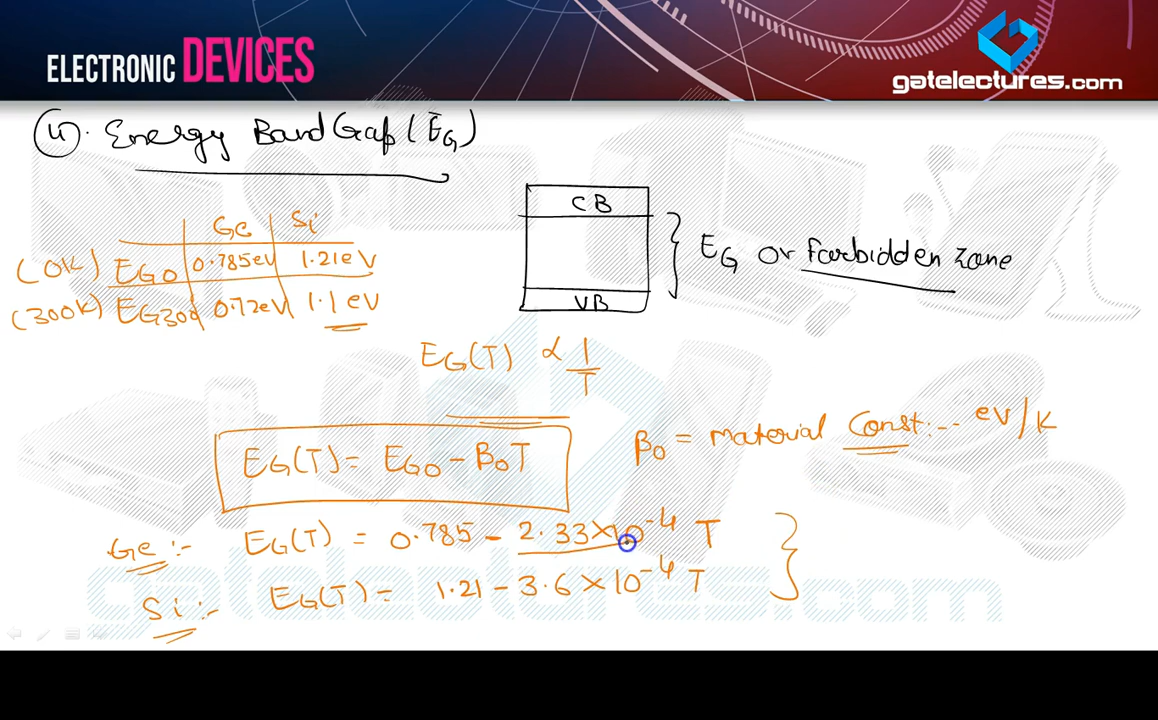 ELECTRONIC DEVICES
gatelectures.com
(4). Energy Band Gap (EG)
Ge Si
(0K) EG0 0.785eV 1.21eV
(300K) EG300 0.72eV 1.1eV
CB
VB
EG or Forbidden Zone
EG(T) ∝ 1/T
EG(T) = EG0 - β0T
β0 = material Const:-- eV/K
Ge :- EG(T) = 0.785 - 2.33×10^-4 T
Si :- EG(T) = 1.21 - 3.6×10^-4 T
gatelectures.com